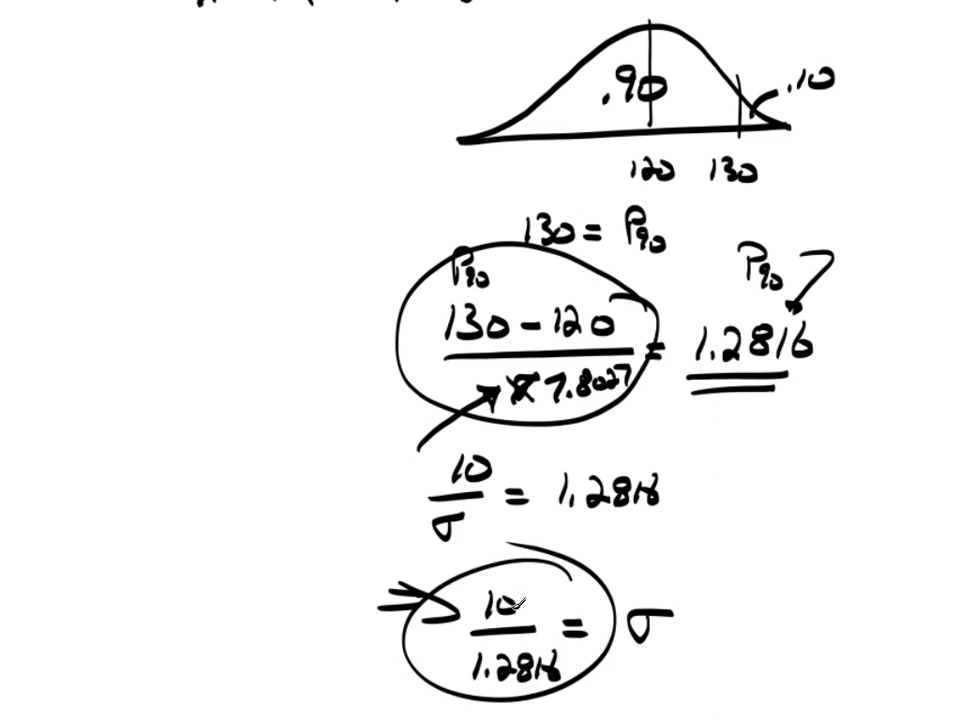 .90
.10
120 130
130 = P90
P90
P90
130 - 120
= 1.2816
7.8027
10
σ
= 1.2816
10
1.2816
= σ